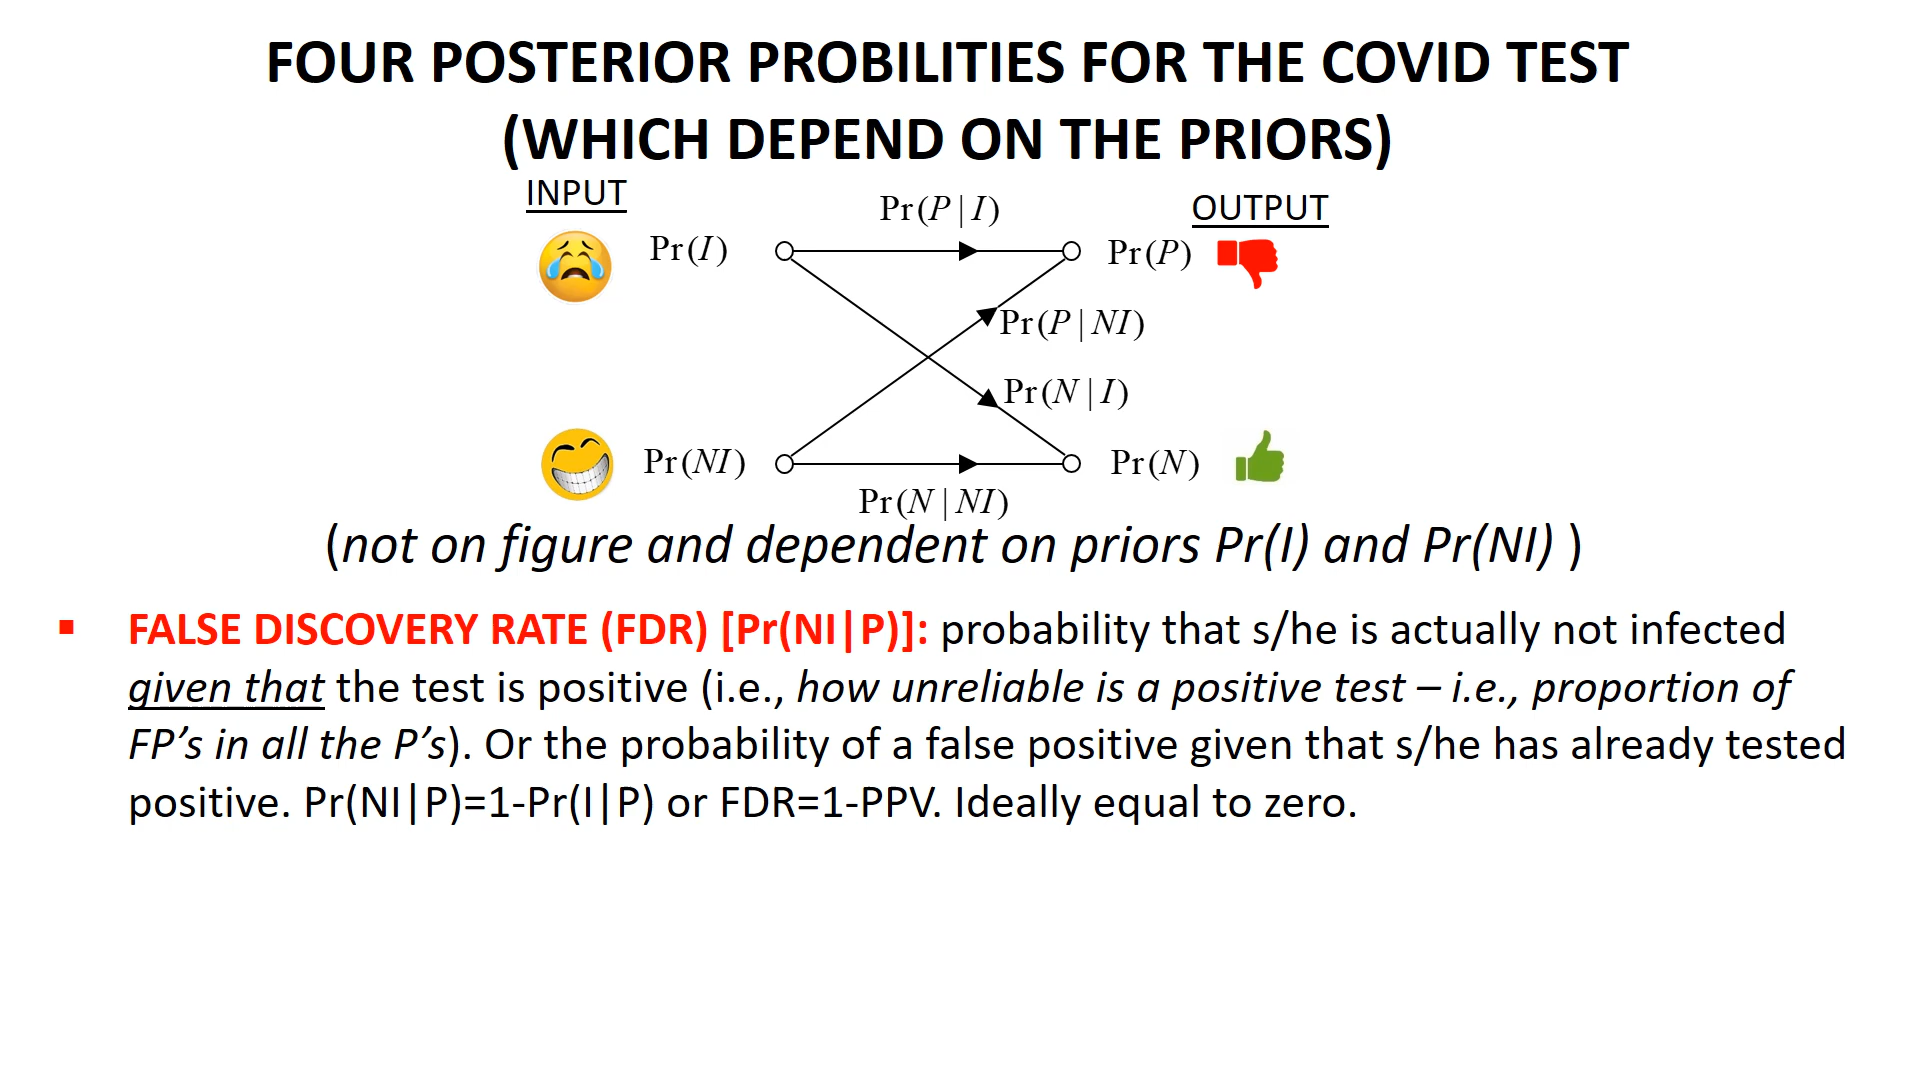 FOUR POSTERIOR PROBILITIES FOR THE COVID TEST
(WHICH DEPEND ON THE PRIORS)
INPUT
OUTPUT
Pr(P | I)
Pr(I)
Pr(P)
Pr(P | NI)
Pr(N | I)
Pr(NI)
Pr(N)
Pr(N | NI)
(not on figure and dependent on priors Pr(I) and Pr(NI) )
▪ FALSE DISCOVERY RATE (FDR) [Pr(NI|P)]: probability that s/he is actually not infected
given that the test is positive (i.e., how unreliable is a positive test – i.e., proportion of
FP’s in all the P’s). Or the probability of a false positive given that s/he has already tested
positive. Pr(NI|P)=1-Pr(I|P) or FDR=1-PPV. Ideally equal to zero.